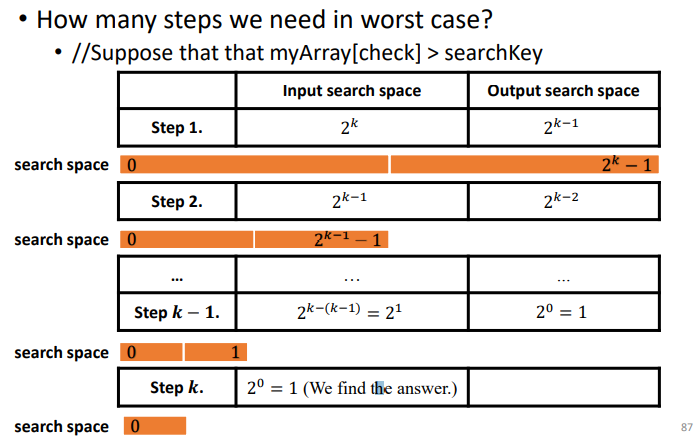 • How many steps we need in worst case?
• //Suppose that that myArray[check] > searchKey
Input search space Output search space
Step 1. 2^k 2^{k−1}
search space 0 2^k − 1
Step 2. 2^{k−1} 2^{k−2}
search space 0 2^{k−1} − 1
... ... ...
Step k − 1. 2^{k−(k−1)} = 2^1 2^0 = 1
search space 0 1
Step k. 2^0 = 1 (We find the answer.)
search space 0
87